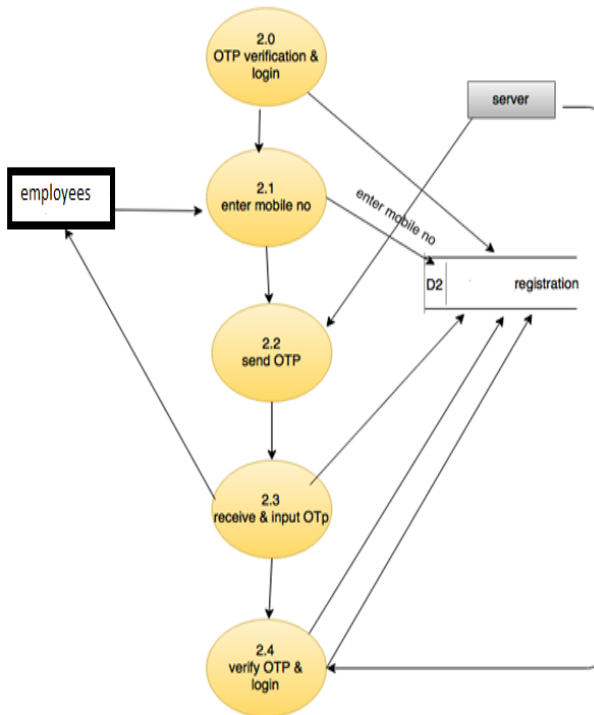 2.0
OTP verification &
login
server
employees
2.1
enter mobile no
enter mobile no
D2
registration
2.2
send OTP
2.3
receive & input OTp
2.4
verify OTP &
login